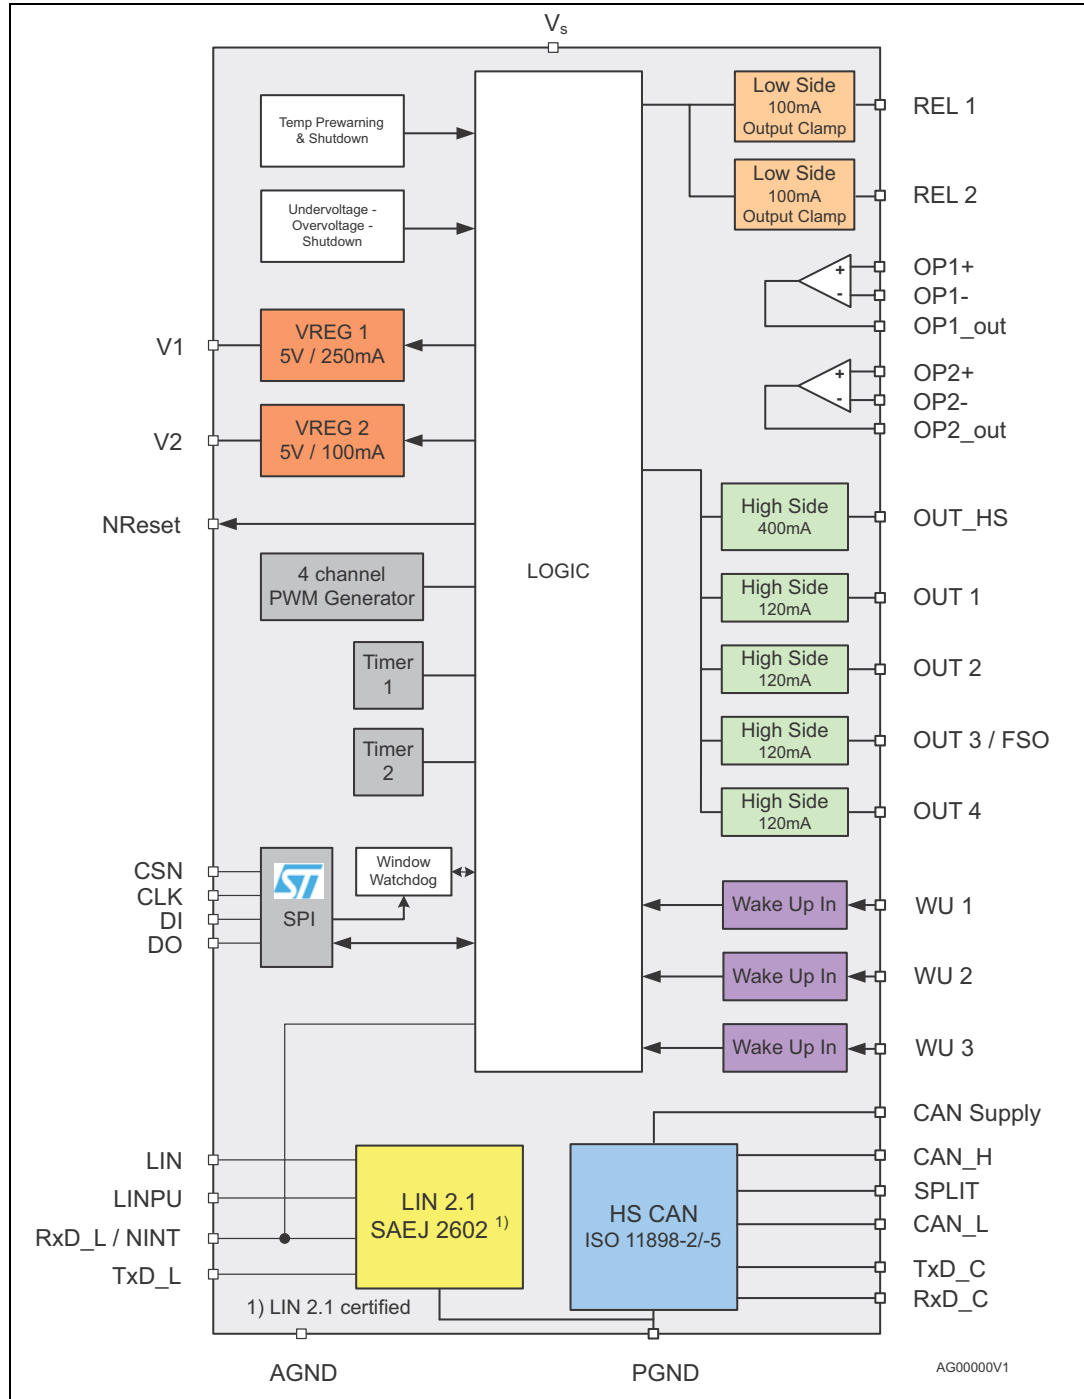 Vs
Temp Prewarning
& Shutdown
Undervoltage -
Overvoltage -
Shutdown
V1
VREG 1
5V / 250mA
V2
VREG 2
5V / 100mA
NReset
4 channel
PWM Generator
Timer
1
Timer
2
CSN
CLK
DI
DO
ST
SPI
Window
Watchdog
LOGIC
Low Side
100mA
Output Clamp
REL 1
Low Side
100mA
Output Clamp
REL 2
+
-
OP1+
OP1-
OP1_out
+
-
OP2+
OP2-
OP2_out
High Side
400mA
OUT_HS
High Side
120mA
OUT 1
High Side
120mA
OUT 2
High Side
120mA
OUT 3 / FSO
High Side
120mA
OUT 4
Wake Up In
WU 1
Wake Up In
WU 2
Wake Up In
WU 3
LIN
LINPU
RxD_L / NINT
TxD_L
LIN 2.1
SAEJ 2602 1)
1) LIN 2.1 certified
HS CAN
ISO 11898-2/-5
CAN Supply
CAN_H
SPLIT
CAN_L
TxD_C
RxD_C
AGND
PGND
AG00000V1